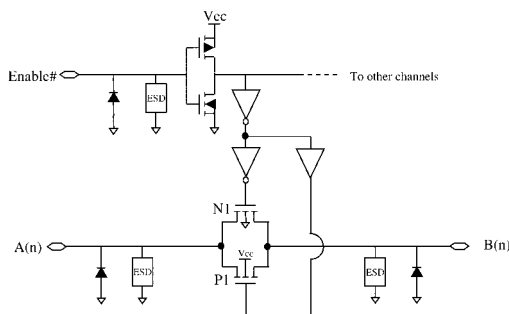 Vcc
Enable#
ESD
To other channels
N1
A(n)
B(n)
ESD
Vcc
ESD
P1